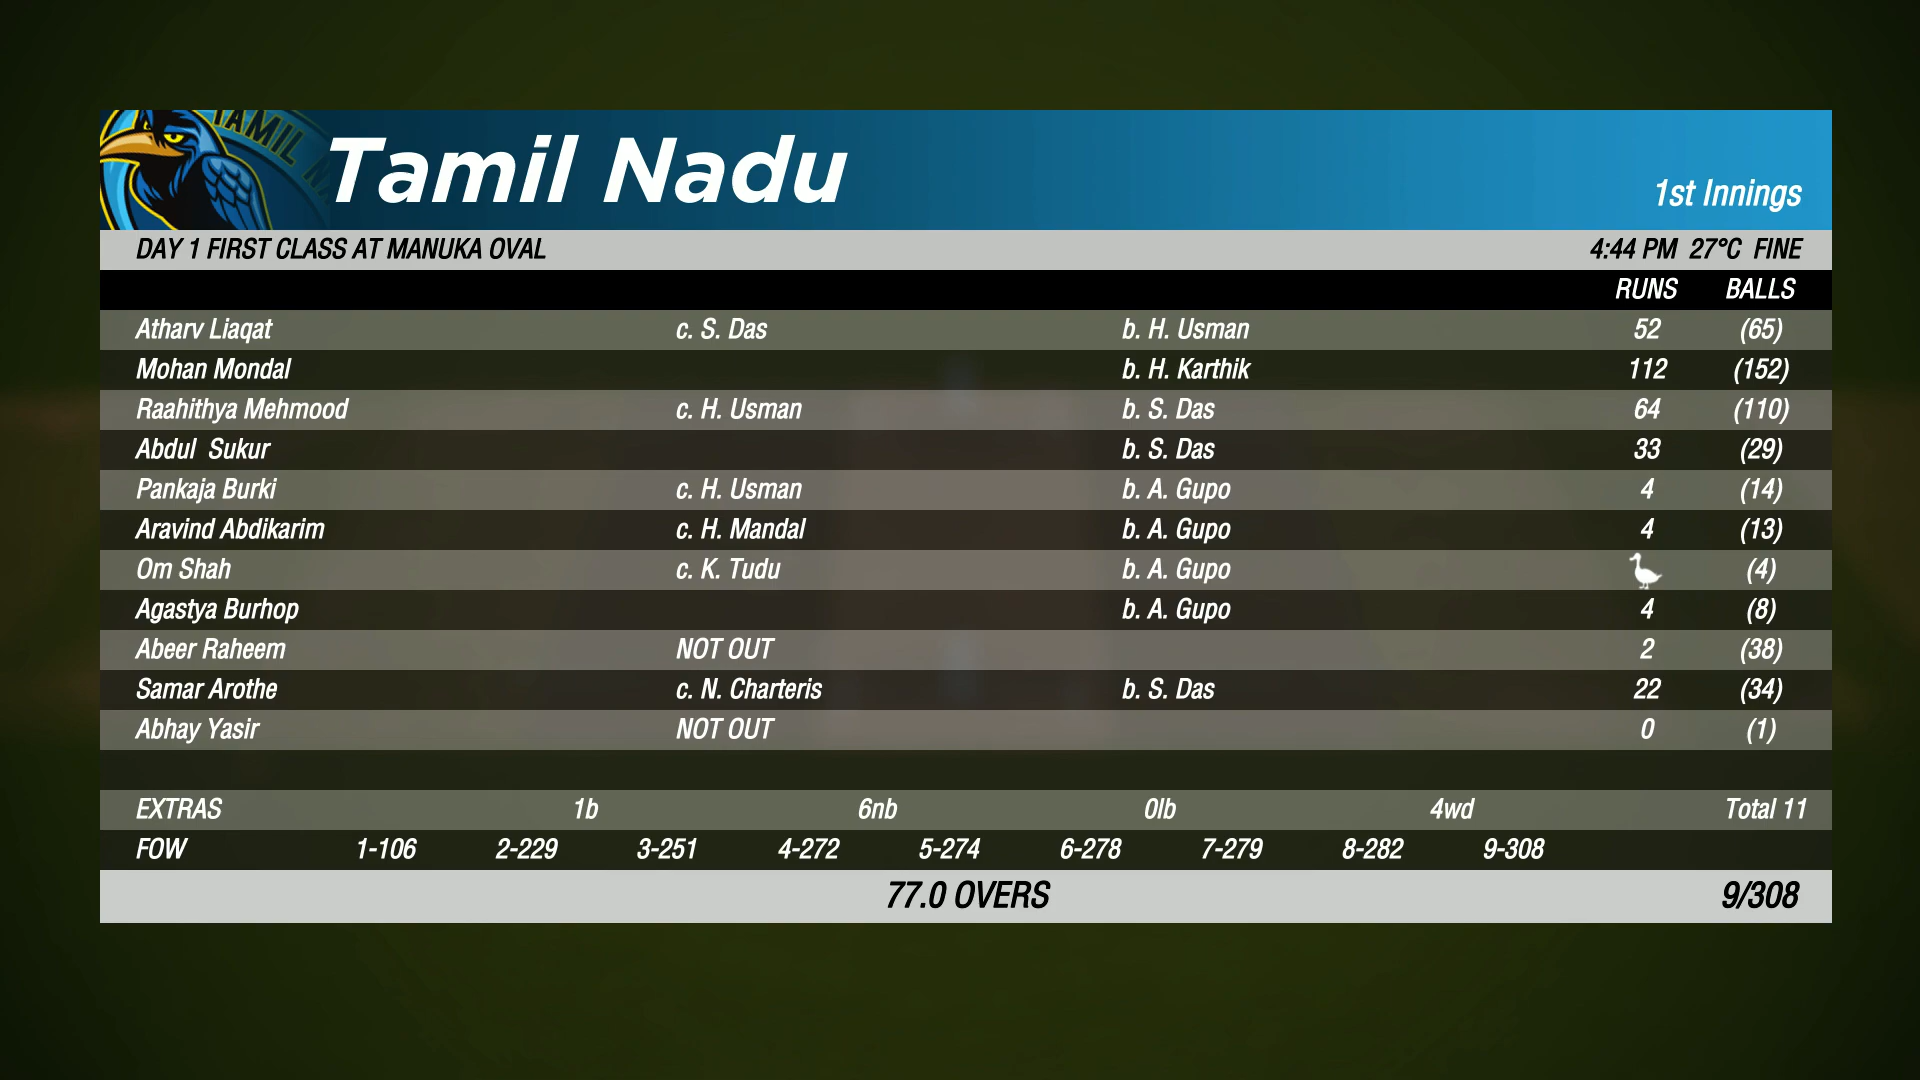 TAMIL NA
Tamil Nadu
1st Innings
DAY 1 FIRST CLASS AT MANUKA OVAL 4:44 PM 27°C FINE
RUNS BALLS
Atharv Liaqat c. S. Das b. H. Usman 52 (65)
Mohan Mondal b. H. Karthik 112 (152)
Raahithya Mehmood c. H. Usman b. S. Das 64 (110)
Abdul Sukur b. S. Das 33 (29)
Pankaja Burki c. H. Usman b. A. Gupo 4 (14)
Aravind Abdikarim c. H. Mandal b. A. Gupo 4 (13)
Om Shah c. K. Tudu b. A. Gupo (4)
Agastya Burhop b. A. Gupo 4 (8)
Abeer Raheem NOT OUT 2 (38)
Samar Arothe c. N. Charteris b. S. Das 22 (34)
Abhay Yasir NOT OUT 0 (1)
EXTRAS 1b 6nb 0lb 4wd Total 11
FOW 1-106 2-229 3-251 4-272 5-274 6-278 7-279 8-282 9-308
77.0 OVERS 9/308